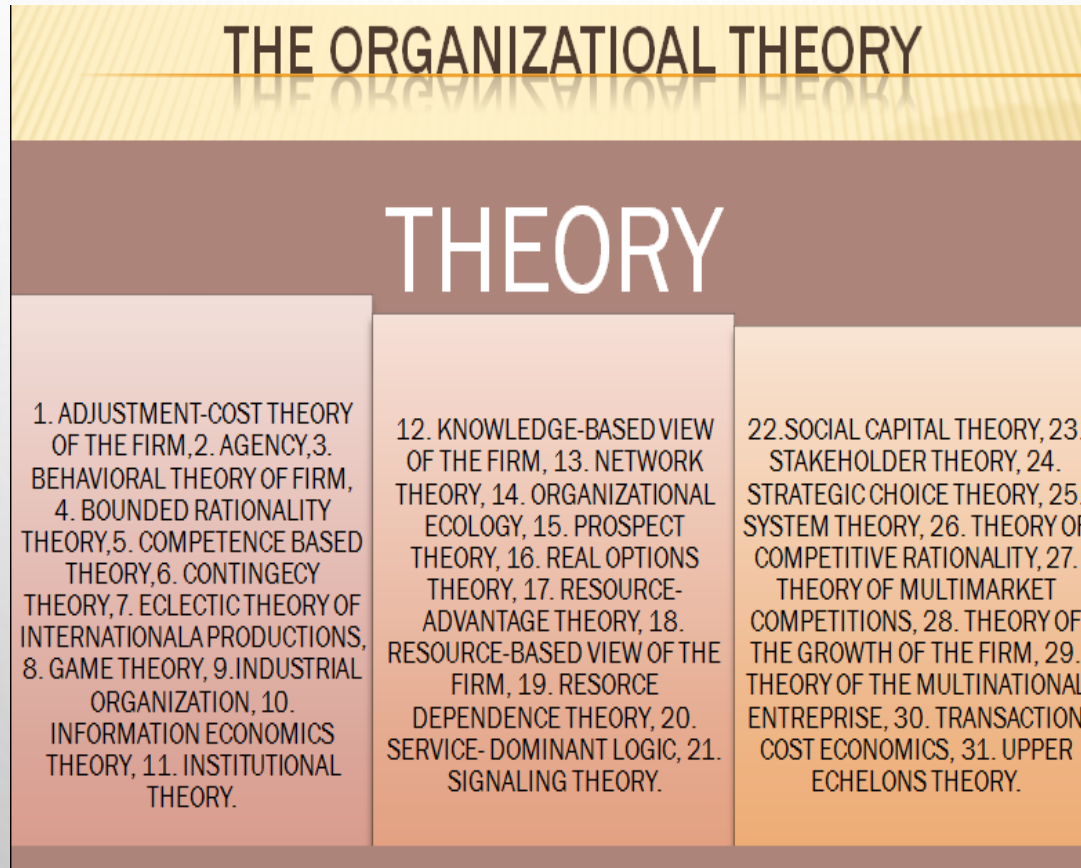 THE ORGANIZATIOAL THEORY
THEORY
1. ADJUSTMENT-COST THEORY
OF THE FIRM,2. AGENCY,3.
BEHAVIORAL THEORY OF FIRM,
4. BOUNDED RATIONALITY
THEORY,5. COMPETENCE BASED
THEORY,6. CONTINGECY
THEORY,7. ECLECTIC THEORY OF
INTERNATIONALA PRODUCTIONS,
8. GAME THEORY, 9.INDUSTRIAL
ORGANIZATION, 10.
INFORMATION ECONOMICS
THEORY, 11. INSTITUTIONAL
THEORY.
12. KNOWLEDGE-BASED VIEW
OF THE FIRM, 13. NETWORK
THEORY, 14. ORGANIZATIONAL
ECOLOGY, 15. PROSPECT
THEORY, 16. REAL OPTIONS
THEORY, 17. RESOURCE-
ADVANTAGE THEORY, 18.
RESOURCE-BASED VIEW OF THE
FIRM, 19. RESORCE
DEPENDENCE THEORY, 20.
SERVICE- DOMINANT LOGIC, 21.
SIGNALING THEORY.
22.SOCIAL CAPITAL THEORY, 23.
STAKEHOLDER THEORY, 24.
STRATEGIC CHOICE THEORY, 25.
SYSTEM THEORY, 26. THEORY OF
COMPETITIVE RATIONALITY, 27.
THEORY OF MULTIMARKET
COMPETITIONS, 28. THEORY OF
THE GROWTH OF THE FIRM, 29.
THEORY OF THE MULTINATIONAL
ENTREPRISE, 30. TRANSACTION
COST ECONOMICS, 31. UPPER
ECHELONS THEORY.